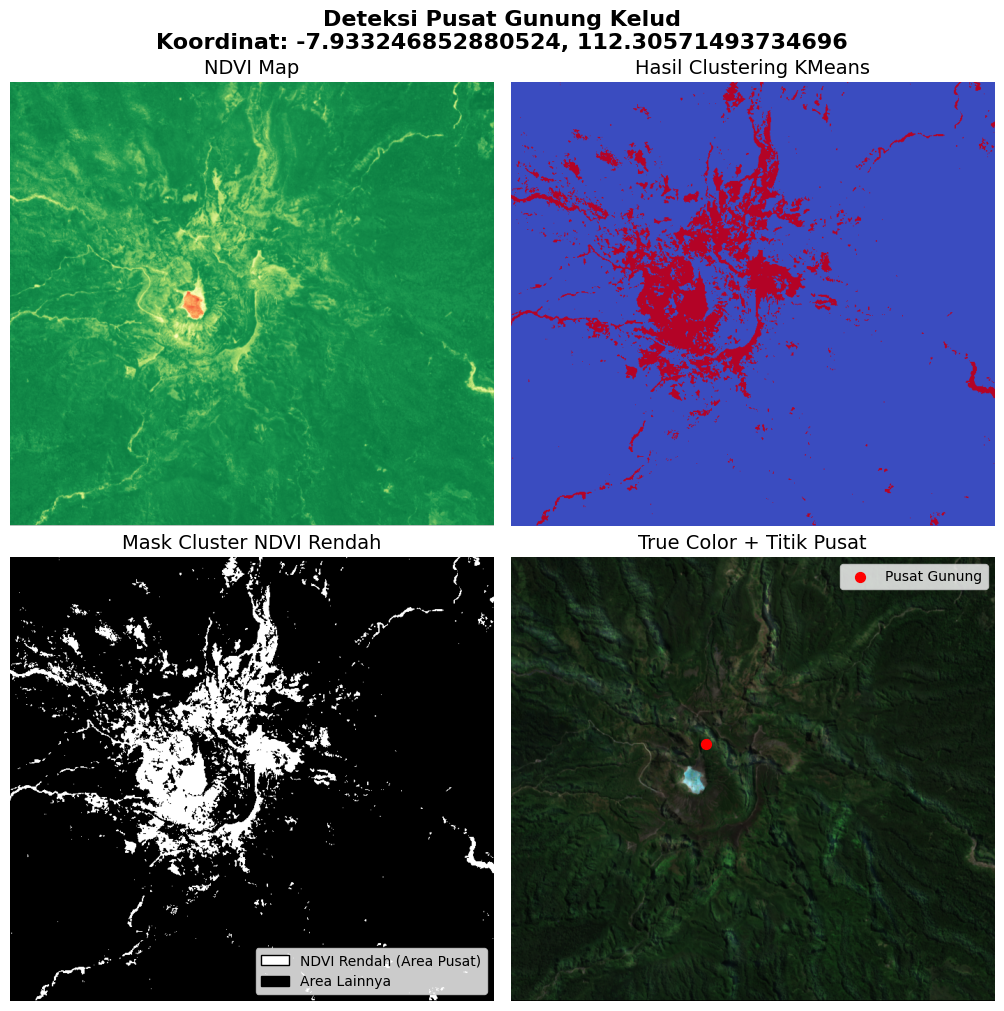 Deteksi Pusat Gunung Kelud
Koordinat: -7.933246852880524, 112.30571493734696
NDVI Map
Hasil Clustering KMeans
Mask Cluster NDVI Rendah
NDVI Rendah (Area Pusat)
Area Lainnya
True Color + Titik Pusat
Pusat Gunung